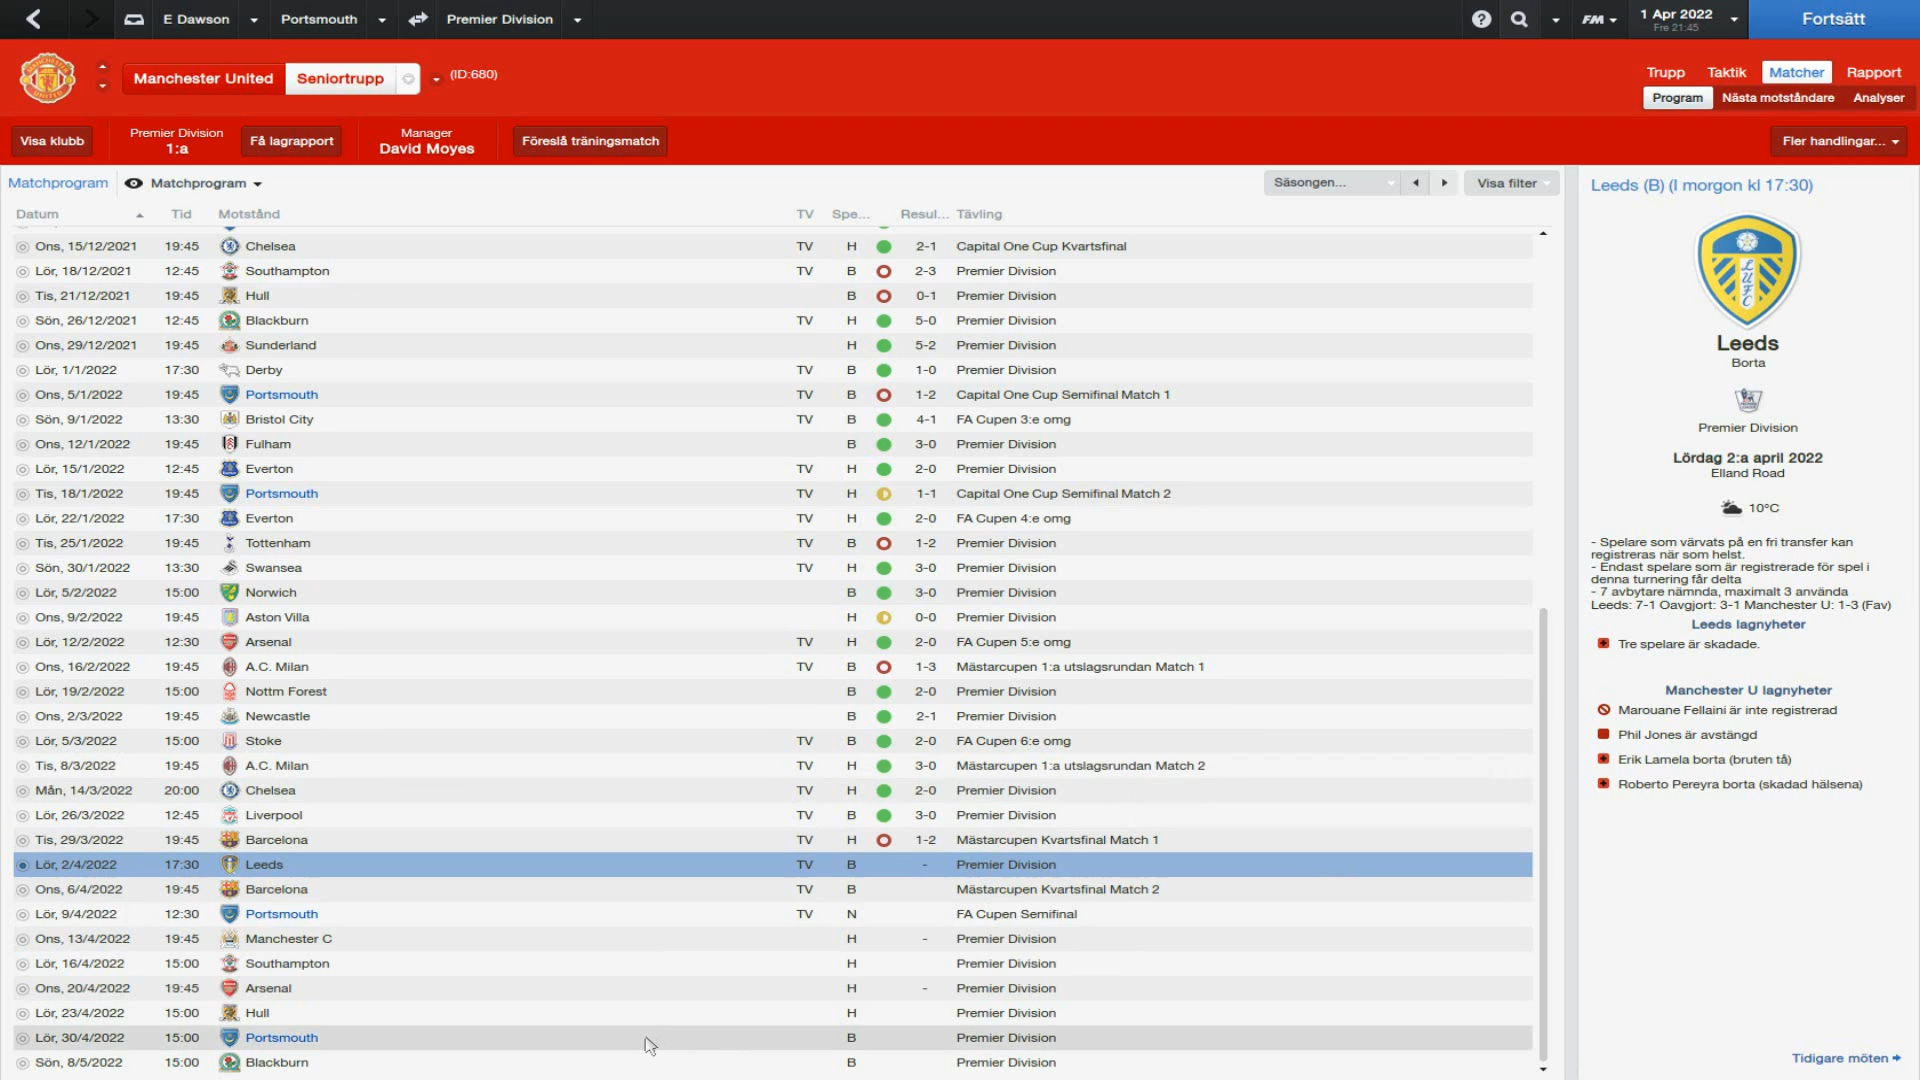 E Dawson Portsmouth Premier Division FM 1 Apr 2022 Fortsätt
Fre 21:45
Manchester United Seniortrupp (ID:680)
Trupp Taktik Matcher Rapport
Program Nästa motståndare Analyser
Visa klubb Premier Division 1:a Få lagrapport Manager David Moyes Föreslå träningsmatch Fler handlingar...
Matchprogram Matchprogram Säsongen... Visa filter
Datum Tid Motstånd TV Spe... Resul... Tävling
Ons, 15/12/2021 19:45 Chelsea TV H 2-1 Capital One Cup Kvartsfinal
Lör, 18/12/2021 12:45 Southampton TV B 2-3 Premier Division
Tis, 21/12/2021 19:45 Hull B 0-1 Premier Division
Sön, 26/12/2021 12:45 Blackburn TV H 5-0 Premier Division
Ons, 29/12/2021 19:45 Sunderland H 5-2 Premier Division
Lör, 1/1/2022 17:30 Derby TV B 1-0 Premier Division
Ons, 5/1/2022 19:45 Portsmouth TV B 1-2 Capital One Cup Semifinal Match 1
Sön, 9/1/2022 13:30 Bristol City TV B 4-1 FA Cupen 3:e omg
Ons, 12/1/2022 19:45 Fulham B 3-0 Premier Division
Lör, 15/1/2022 12:45 Everton TV H 2-0 Premier Division
Tis, 18/1/2022 19:45 Portsmouth TV H 1-1 Capital One Cup Semifinal Match 2
Lör, 22/1/2022 17:30 Everton TV H 2-0 FA Cupen 4:e omg
Tis, 25/1/2022 19:45 Tottenham TV B 1-2 Premier Division
Sön, 30/1/2022 13:30 Swansea TV H 3-0 Premier Division
Lör, 5/2/2022 15:00 Norwich B 3-0 Premier Division
Ons, 9/2/2022 19:45 Aston Villa H 0-0 Premier Division
Lör, 12/2/2022 12:30 Arsenal TV H 2-0 FA Cupen 5:e omg
Ons, 16/2/2022 19:45 A.C. Milan TV B 1-3 Mästarcupen 1:a utslagsrundan Match 1
Lör, 19/2/2022 15:00 Nottm Forest B 2-0 Premier Division
Ons, 2/3/2022 19:45 Newcastle B 2-1 Premier Division
Lör, 5/3/2022 15:00 Stoke TV B 2-0 FA Cupen 6:e omg
Tis, 8/3/2022 19:45 A.C. Milan TV H 3-0 Mästarcupen 1:a utslagsrundan Match 2
Mån, 14/3/2022 20:00 Chelsea TV H 2-0 Premier Division
Lör, 26/3/2022 12:45 Liverpool TV B 3-0 Premier Division
Tis, 29/3/2022 19:45 Barcelona TV H 1-2 Mästarcupen Kvartsfinal Match 1
Lör, 2/4/2022 17:30 Leeds TV B - Premier Division
Ons, 6/4/2022 19:45 Barcelona TV B Mästarcupen Kvartsfinal Match 2
Lör, 9/4/2022 12:30 Portsmouth TV N FA Cupen Semifinal
Ons, 13/4/2022 19:45 Manchester C H - Premier Division
Lör, 16/4/2022 15:00 Southampton H Premier Division
Ons, 20/4/2022 19:45 Arsenal H - Premier Division
Lör, 23/4/2022 15:00 Hull H Premier Division
Lör, 30/4/2022 15:00 Portsmouth B Premier Division
Sön, 8/5/2022 15:00 Blackburn B Premier Division
Leeds (B) (I morgon kl 17:30)
LUFC
Leeds
Borta
Premier Division
Lördag 2:a april 2022
Elland Road
10°C
- Spelare som värvats på en fri transfer kan
registreras när som helst.
- Endast spelare som är registrerade för spel i
denna turnering får delta
- 7 avbytare nämnda, maximalt 3 använda
Leeds: 7-1 Oavgjort: 3-1 Manchester U: 1-3 (Fav)
Leeds lagnyheter
Tre spelare är skadade.
Manchester U lagnyheter
Marouane Fellaini är inte registrerad
Phil Jones är avstängd
Erik Lamela borta (bruten tå)
Roberto Pereyra borta (skadad hälsena)
Tidigare möten